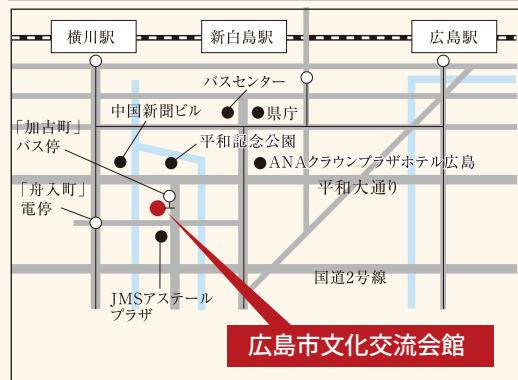 横川駅
新白島駅
広島駅
バスセンター
県庁
中国新聞ビル
「加古町」
バス停
平和記念公園
ANAクラウンプラザホテル広島
平和大通り
「舟入町」
電停
国道2号線
JMSアステール
プラザ
広島市文化交流会館